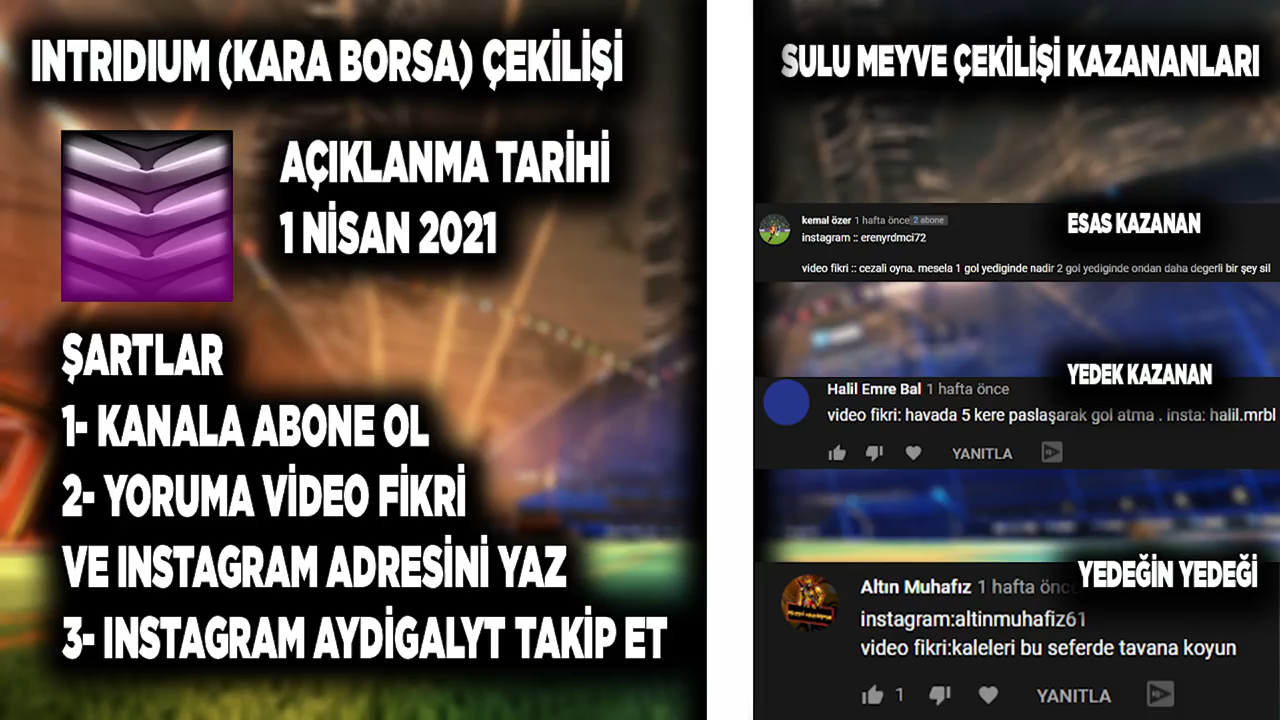 INTRIDIUM (KARA BORSA) ÇEKİLİŞİ
AÇIKLANMA TARİHİ
1 NİSAN 2021
ŞARTLAR
1- KANALA ABONE OL
2- YORUMA VİDEO FİKRİ
VE INSTAGRAM ADRESİNİ YAZ
3- INSTAGRAM AYDİGALYT TAKİP ET
SULU MEYVE ÇEKİLİŞİ KAZANANLARI
ESAS KAZANAN
kemal özer 1 hafta önce 2 abone
instagram :: erenyrdmci72
video fikri :: cezali oyna. mesela 1 gol yediginde nadir 2 gol yediginde ondan daha degerli bir şey sil
YEDEK KAZANAN
Halil Emre Bal 1 hafta önce
video fikri: havada 5 kere paslaşarak gol atma . insta: halil.mrbl
YANITLA
YEDEĞİN YEDEĞİ
Altın Muhafız 1 hafta önc
instagram:altinmuhafiz61
video fikri:kaleleri bu seferde tavana koyun
1 YANITLA